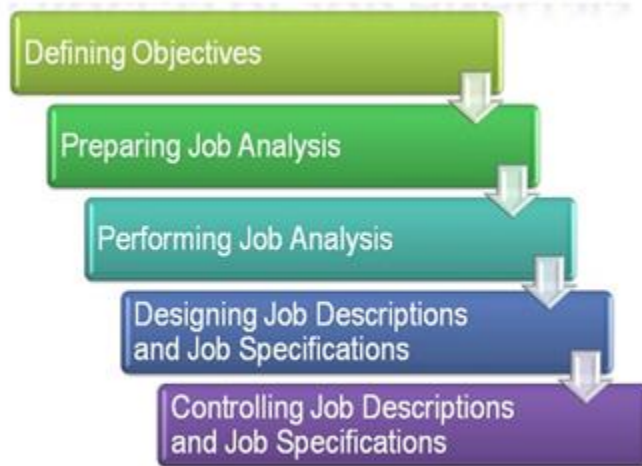 Defining Objectives
Preparing Job Analysis
Performing Job Analysis
Designing Job Descriptions
and Job Specifications
Controlling Job Descriptions
and Job Specifications